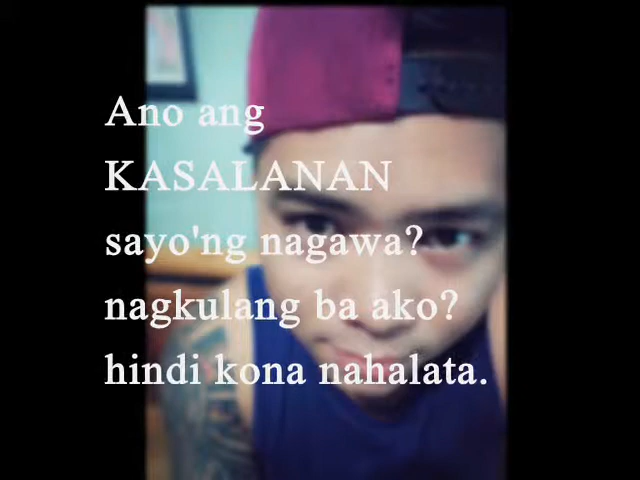 Ano ang
KASALANAN
sayo'ng nagawa?
nagkulang ba ako?
hindi kona nahalata.